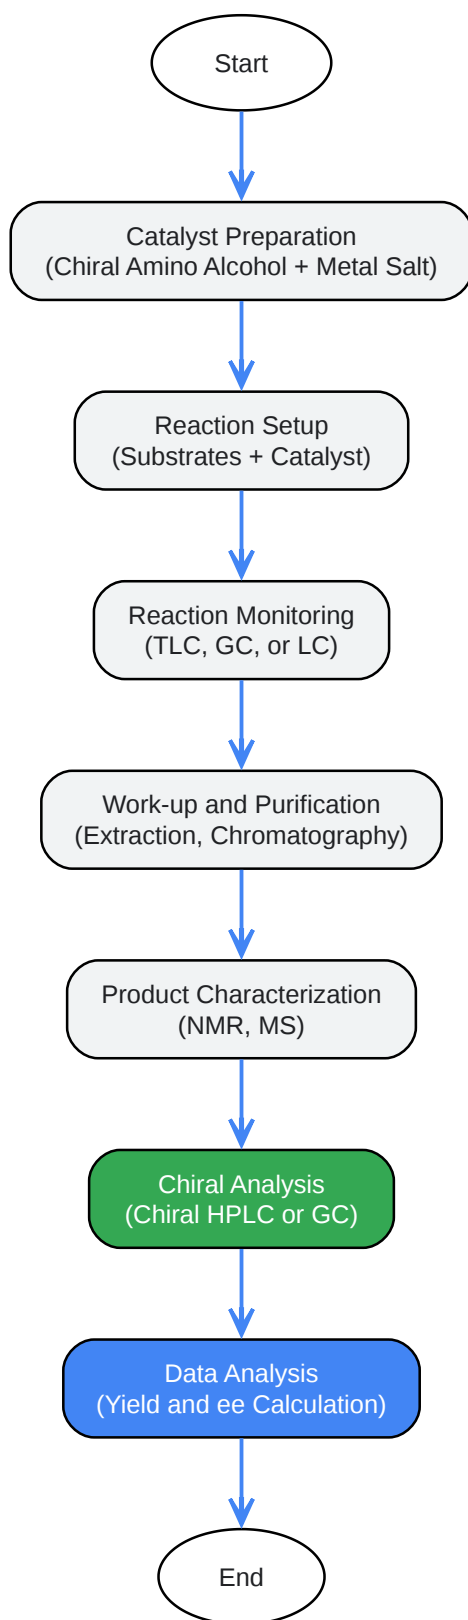 Start
Catalyst Preparation
(Chiral Amino Alcohol + Metal Salt)
Reaction Setup
(Substrates + Catalyst)
Reaction Monitoring
(TLC, GC, or LC)
Work-up and Purification
(Extraction, Chromatography)
Product Characterization
(NMR, MS)
Chiral Analysis
(Chiral HPLC or GC)
Data Analysis
(Yield and ee Calculation)
End